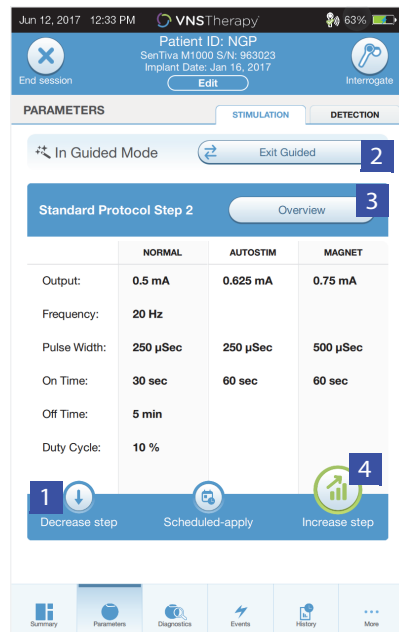 Jun 12, 2017 12:33 PM VNSTherapy 63%
Patient
ID: NGP
SenTiva M1000 S/N: 963023
Implant Date: Jan 16, 2017
End session Edit Interrogate
PARAMETERS STIMULATION DETECTION
In Guided Mode Exit Guided 2
Standard Protocol Step 2 Overview 3
NORMAL AUTOSTIM MAGNET
Output: 0.5 mA 0.625 mA 0.75 mA
Frequency: 20 Hz
Pulse Width: 250 µSec 250 µSec 500 µSec
On Time: 30 sec 60 sec 60 sec
Off Time: 5 min
Duty Cycle: 10 %
1 4
Decrease step Scheduled-apply Increase step
Summary Parameters Diagnostics Events History More